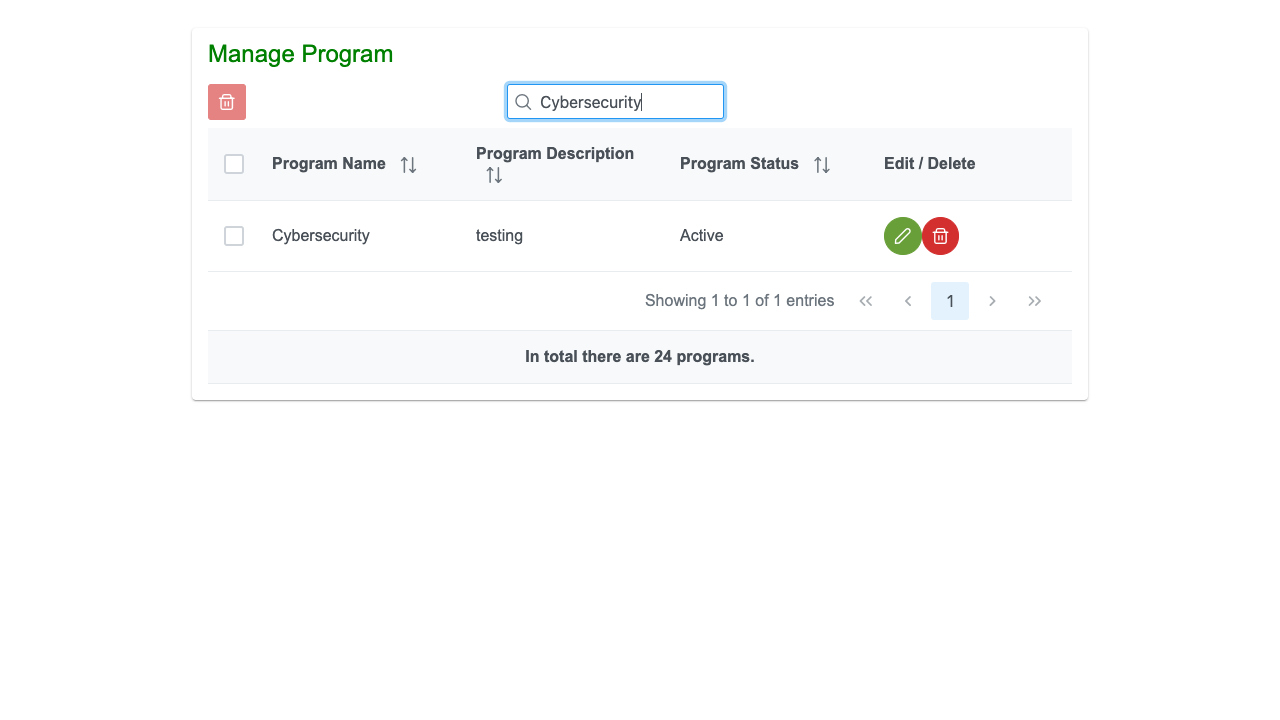 Manage Program
Cybersecurity
Program Name Program Description Program Status Edit / Delete
Cybersecurity testing Active
Showing 1 to 1 of 1 entries 1
In total there are 24 programs.